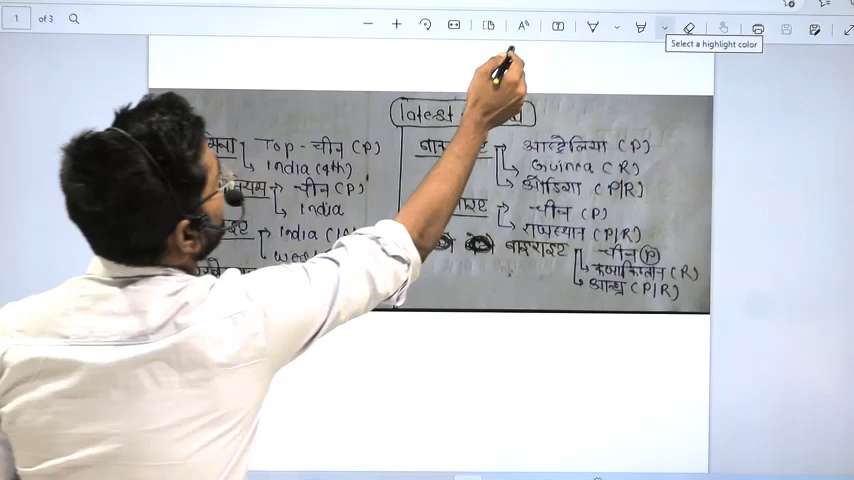 1 of 3
Select a highlight color
latest
Top - चीन (P)
India (4th)
चीन (P)
India
India
आस्ट्रेलिया (P)
Guinea (R)
ओडिशा (P/R)
चीन (P)
राजस्थान (P/R)
बाइराइट
चीन (P)
कजाकिस्तान (R)
आन्ध्र (P/R)